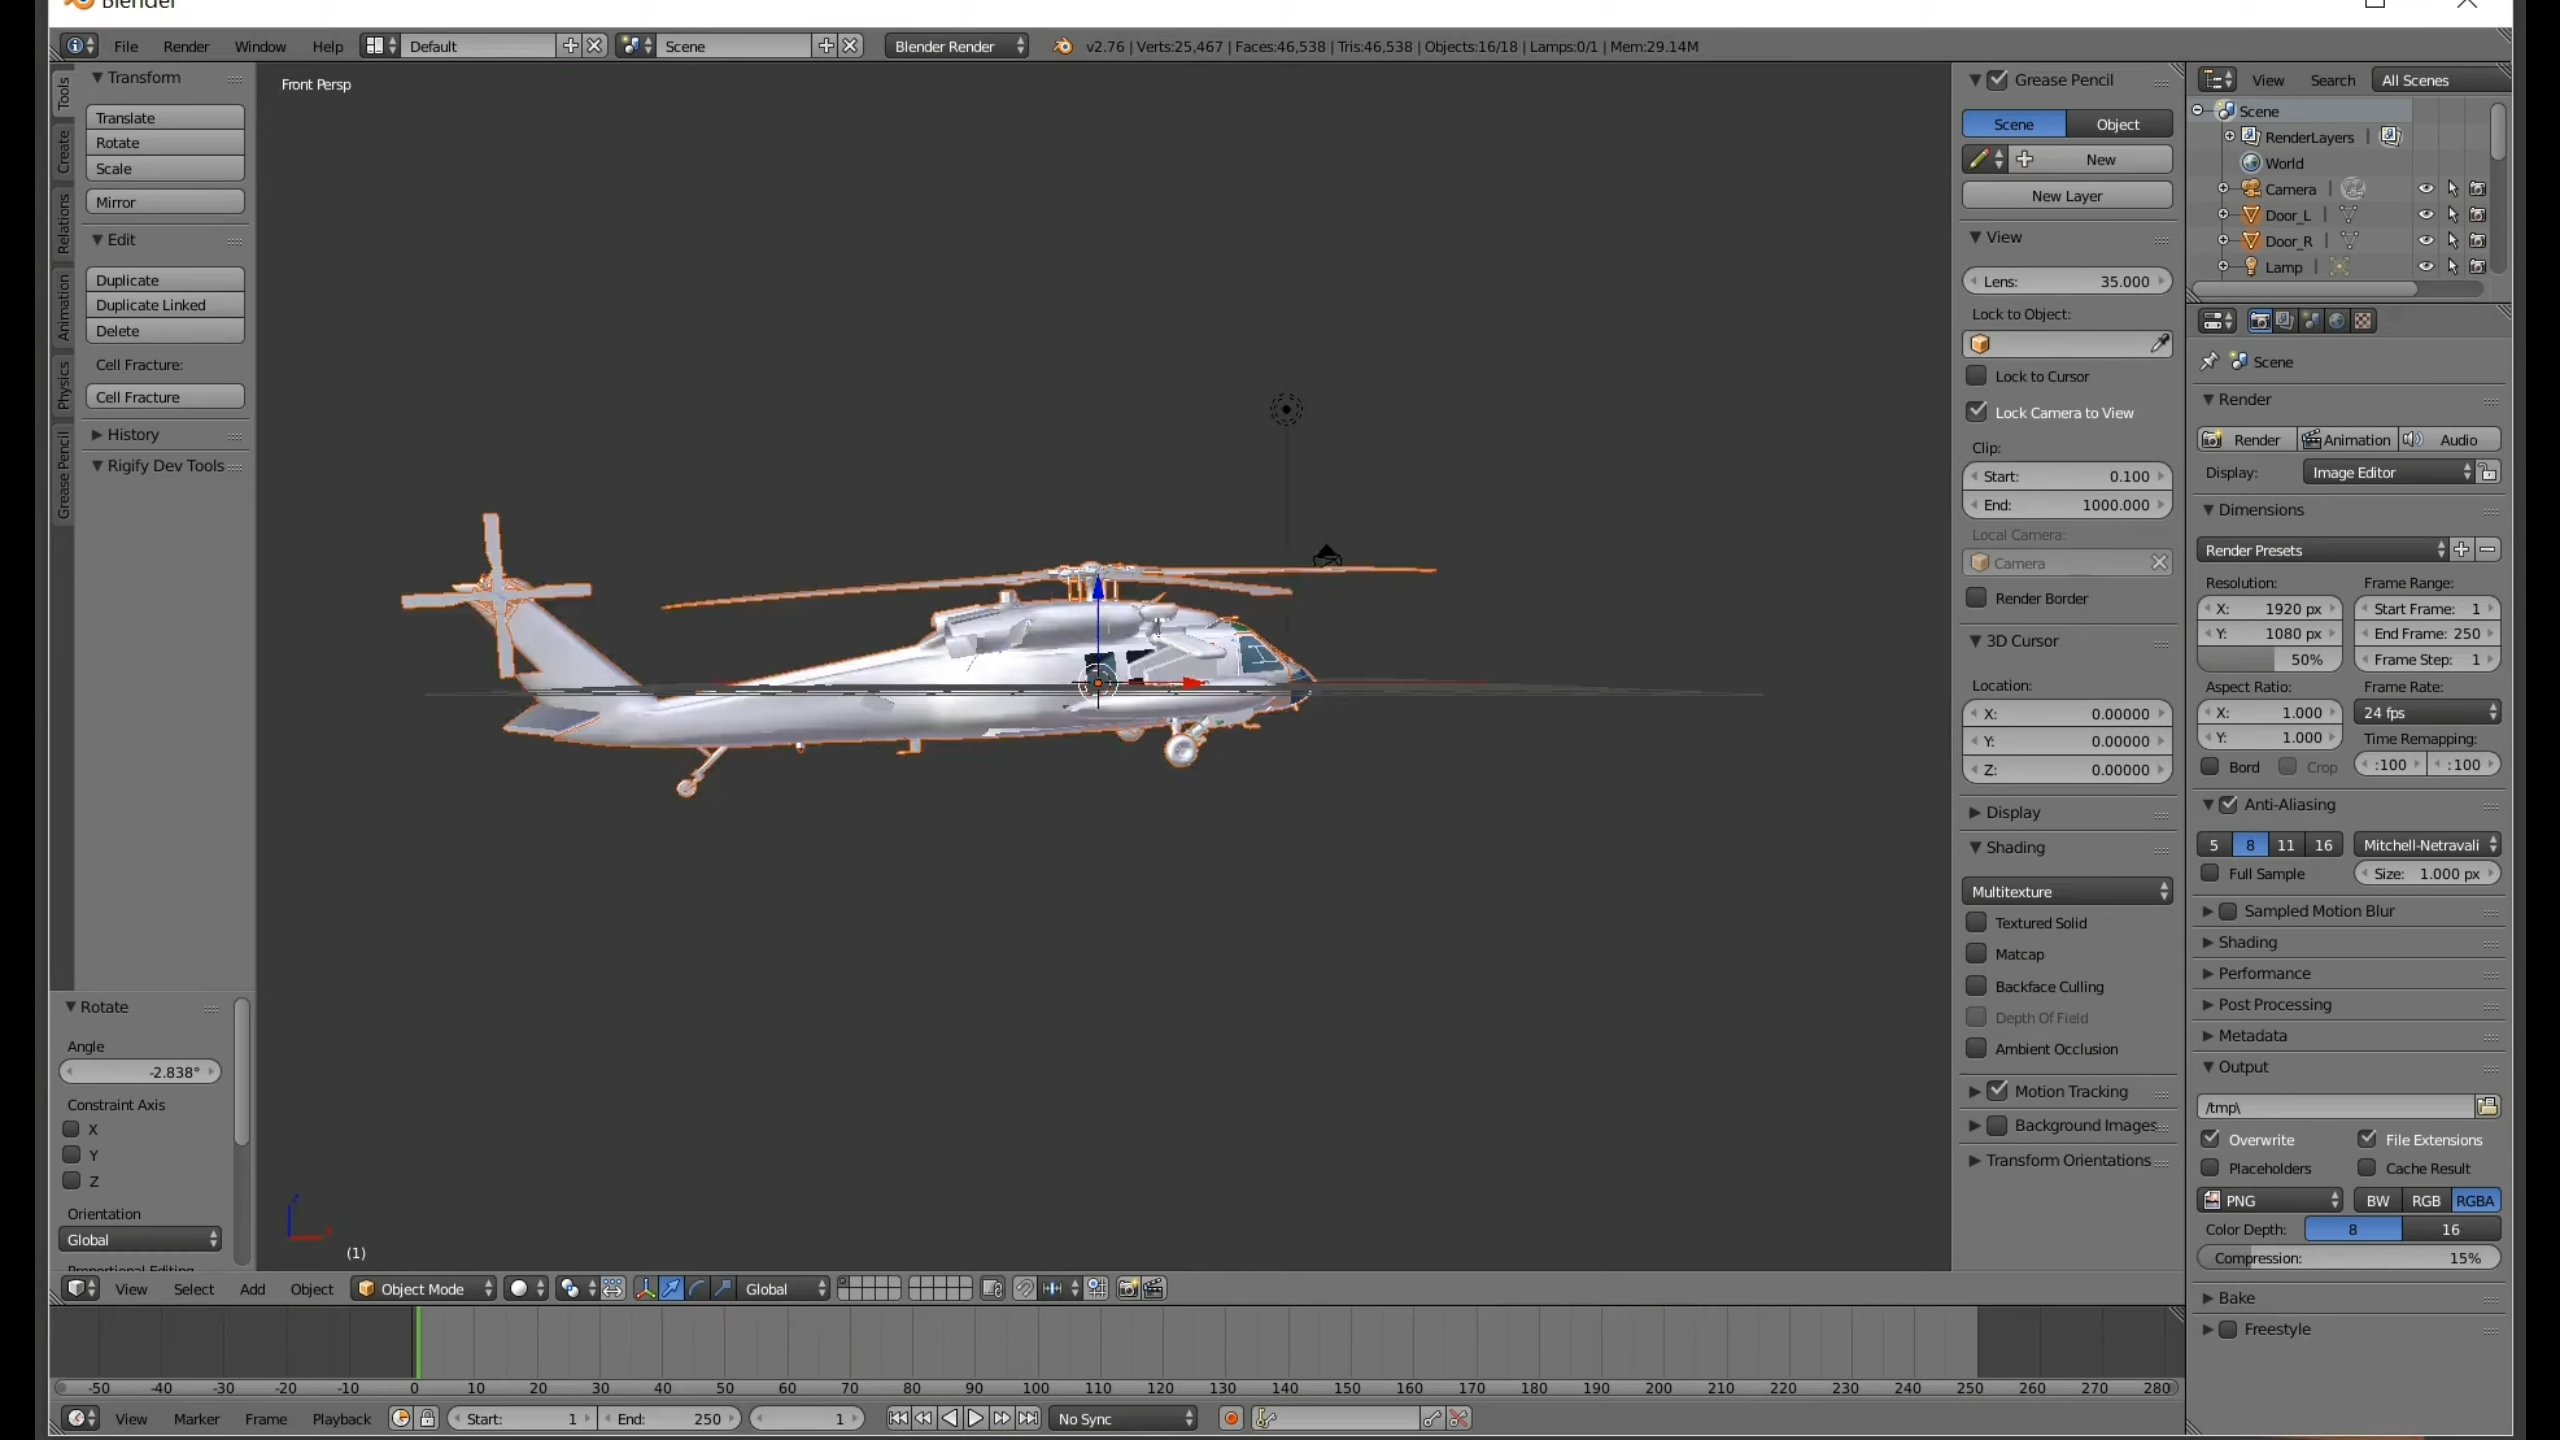 Blender
File Render Window Help Default Scene Blender Render v2.76 | Verts:25,467 | Faces:46,538 | Tris:46,538 | Objects:16/18 | Lamps:0/1 | Mem:29.14M
Tools
Create
Relations
Animation
Physics
Grease Pencil
Transform
Translate
Rotate
Scale
Mirror
Edit
Duplicate
Duplicate Linked
Delete
Cell Fracture:
Cell Fracture
History
Rigify Dev Tools
Rotate
Angle
-2.838°
Constraint Axis
X
Y
Z
Orientation
Global
Front Persp
z
(1)
Grease Pencil
Scene Object
New
New Layer
View
Lens: 35.000
Lock to Object:
Lock to Cursor
Lock Camera to View
Clip:
Start: 0.100
End: 1000.000
Local Camera:
Camera
Render Border
3D Cursor
Location:
X: 0.00000
Y: 0.00000
Z: 0.00000
Display
Shading
Multitexture
Textured Solid
Matcap
Backface Culling
Depth Of Field
Ambient Occlusion
Motion Tracking
Background Images
Transform Orientations
View Search All Scenes
Scene
RenderLayers |
World
Camera |
Door_L |
Door_R |
Lamp |
Scene
Render
Render Animation Audio
Display: Image Editor
Dimensions
Render Presets
Resolution: Frame Range:
X: 1920 px Start Frame: 1
Y: 1080 px End Frame: 250
50% Frame Step: 1
Aspect Ratio: Frame Rate:
X: 1.000 24 fps
Y: 1.000 Time Remapping:
Bord Crop :100 :100
Anti-Aliasing
5 8 11 16 Mitchell-Netravali
Full Sample Size: 1.000 px
Sampled Motion Blur
Shading
Performance
Post Processing
Metadata
Output
/tmp\
Overwrite File Extensions
Placeholders Cache Result
PNG BW RGB RGBA
Color Depth: 8 16
Compression: 15%
Bake
Freestyle
View Select Add Object Object Mode Global
-50 -40 -30 -20 -10 0 10 20 30 40 50 60 70 80 90 100 110 120 130 140 150 160 170 180 190 200 210 220 230 240 250 260 270 280
View Marker Frame Playback Start: 1 End: 250 1 No Sync